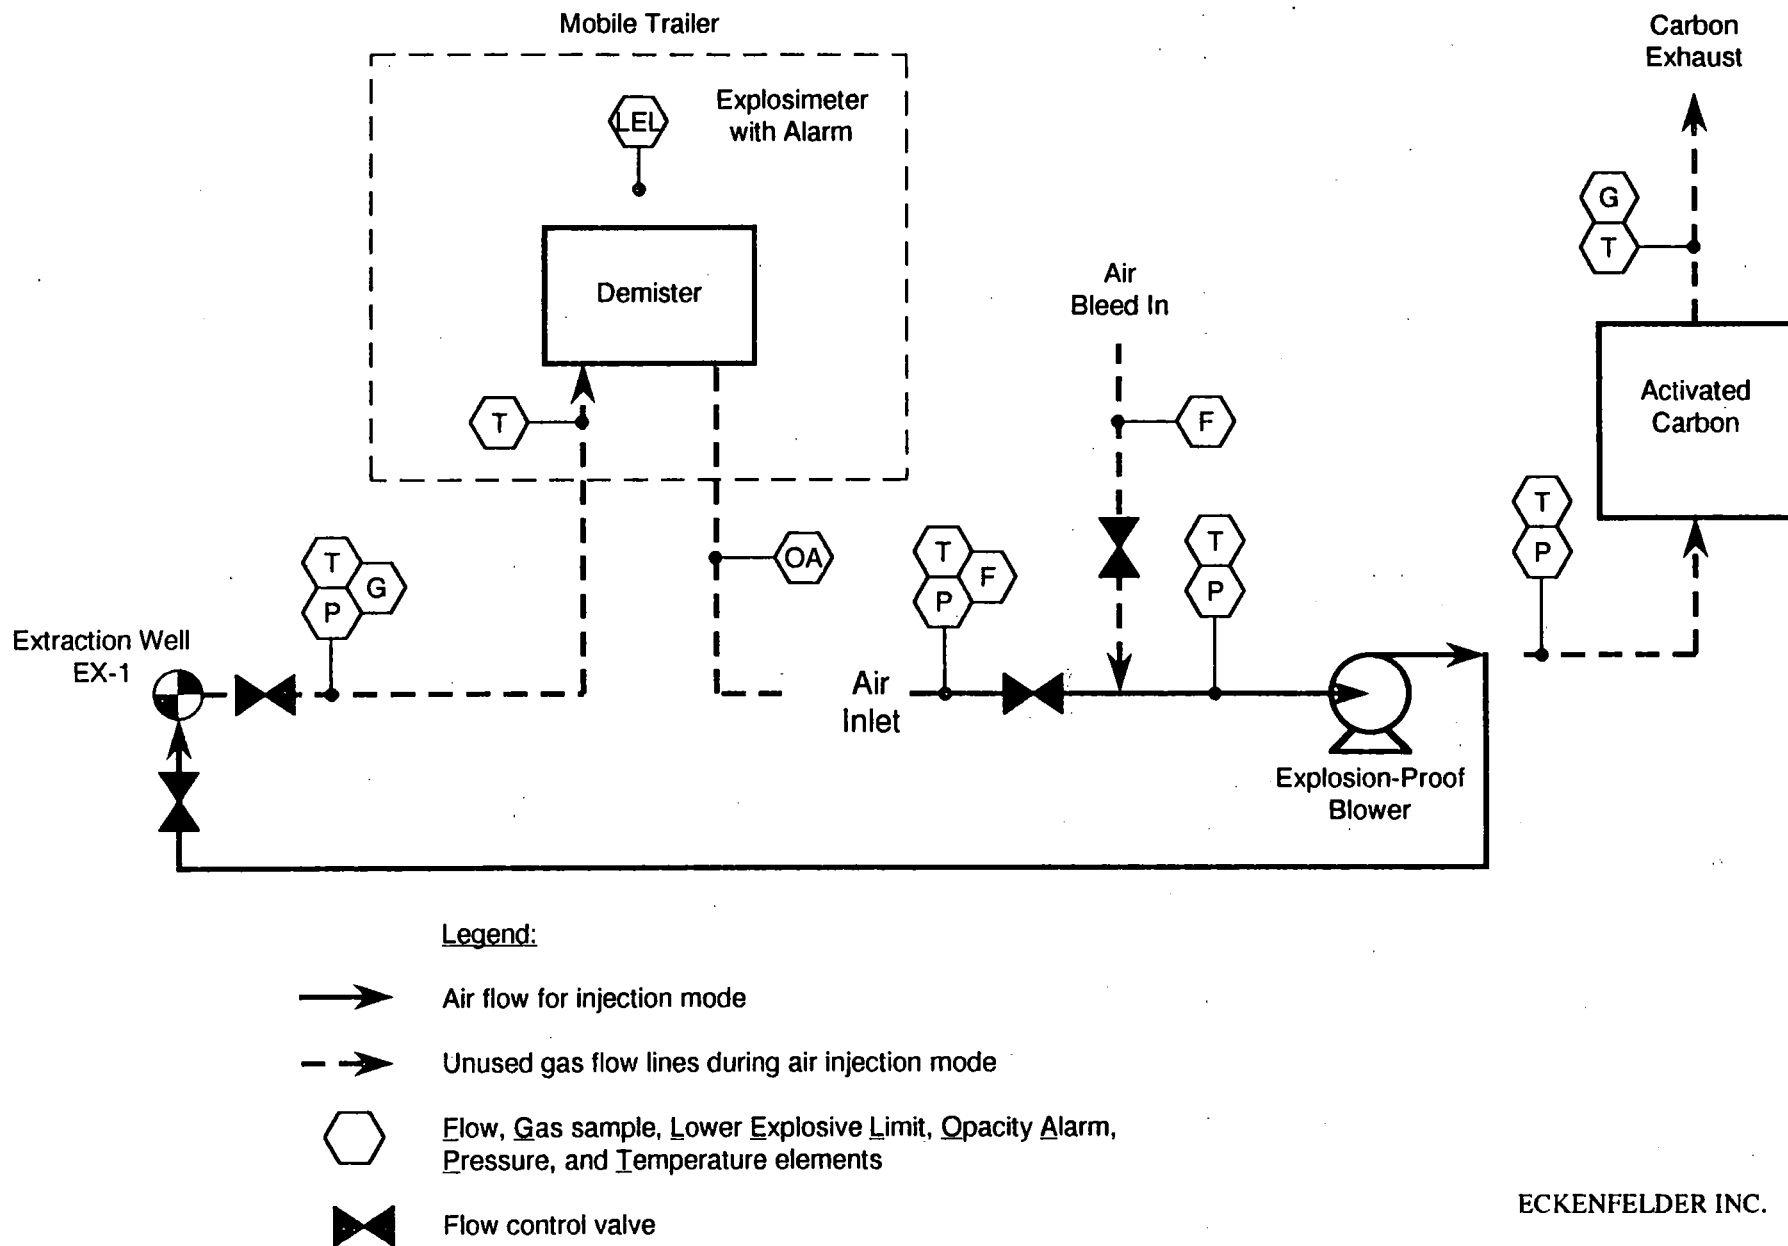 Mobile Trailer
Carbon
Exhaust
LEL
Explosimeter
with Alarm
G
T
Demister
Air
Bleed In
Activated
Carbon
T
F
T
P
OA
T
F
P
T
P
T
G
P
Extraction Well
EX-1
Air
Inlet
Explosion-Proof
Blower
Legend:
Air flow for injection mode
Unused gas flow lines during air injection mode
Flow, Gas sample, Lower Explosive Limit, Opacity Alarm,
Pressure, and Temperature elements
Flow control valve
ECKENFELDER INC.